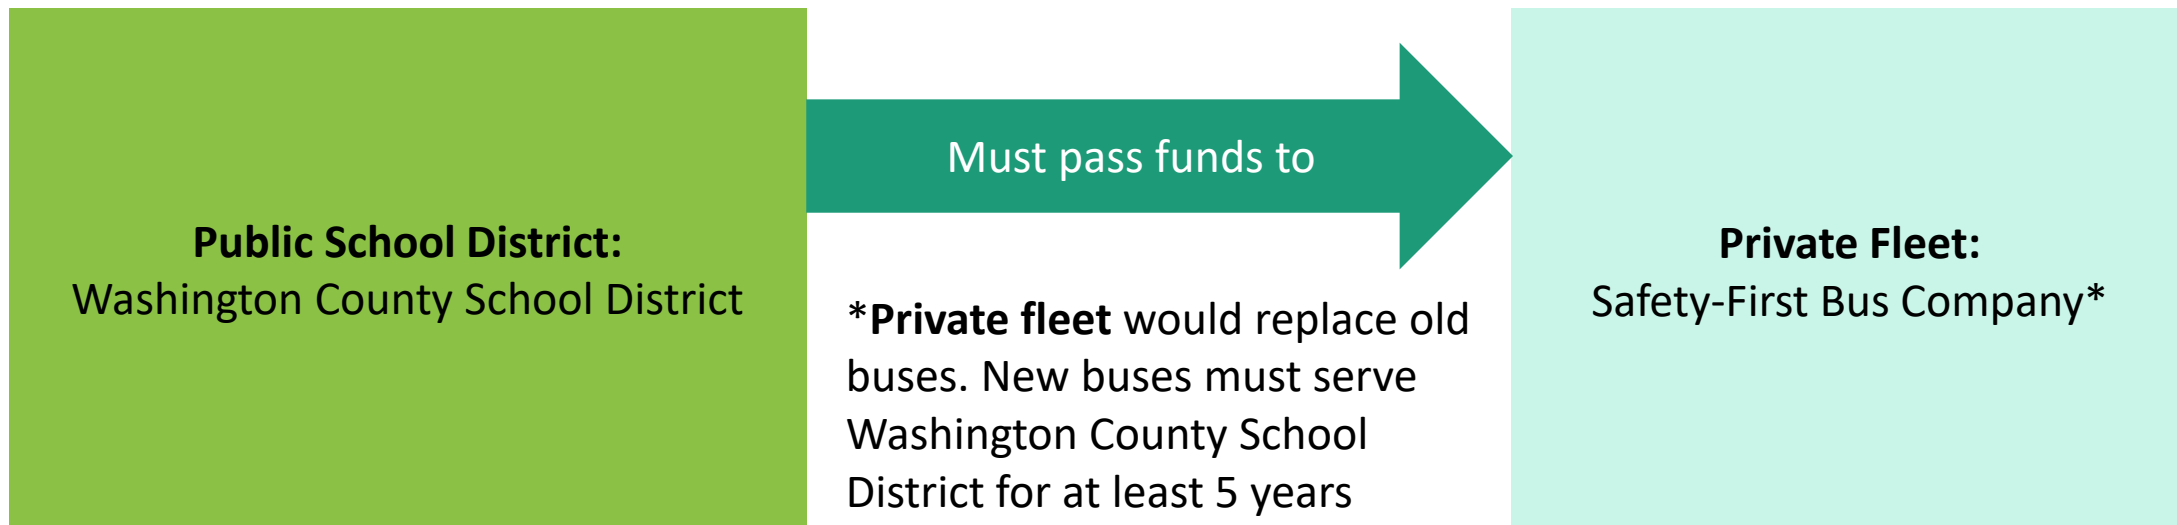 Public School District:
Washington County School District
Must pass funds to
*Private fleet would replace old
buses. New buses must serve
Washington County School
District for at least 5 years
Private Fleet:
Safety-First Bus Company*